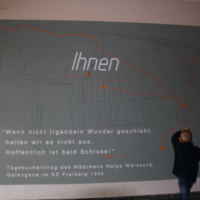 Ihnen
"Wenn nicht irgendein Wunder geschieht,
halten wir es nicht aus.
Hoffentlich ist bald Schluss!"
Tagebucheintrag des Mädchens Helga Weissová,
Gefangene im KZ Freiberg 1944